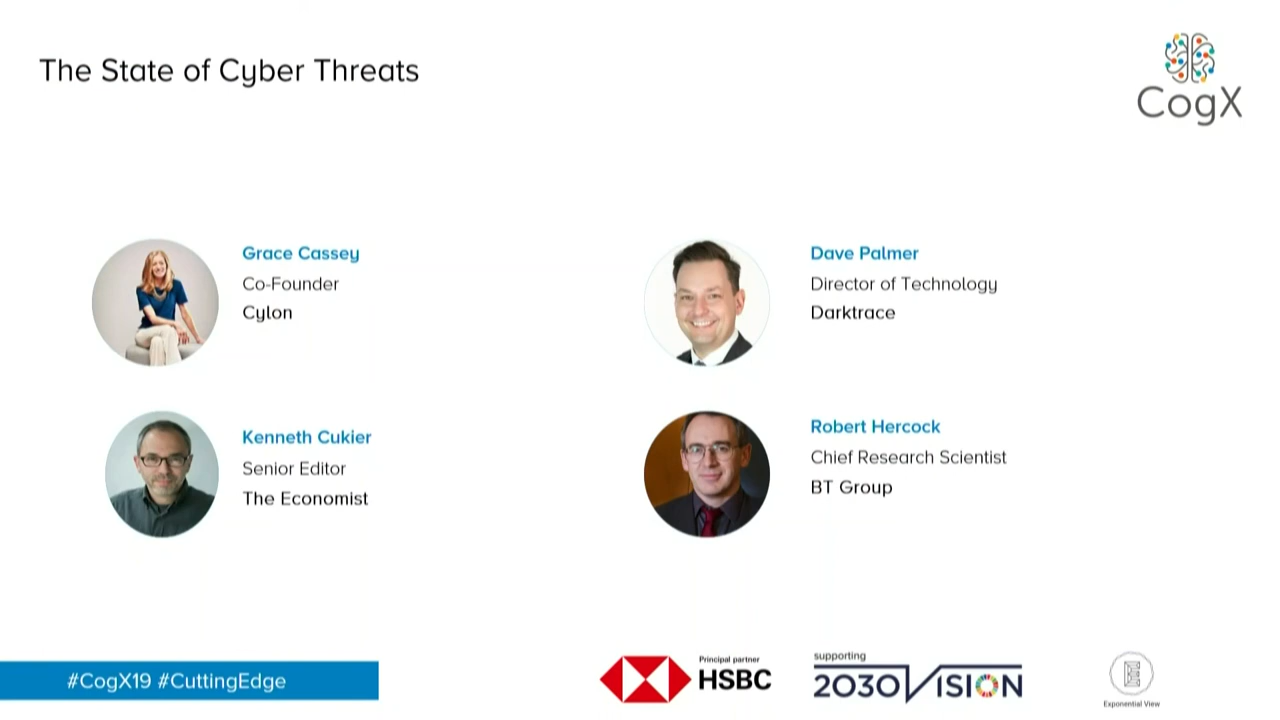 The State of Cyber Threats
CogX
Grace Cassey
Co-Founder
Cylon
Dave Palmer
Director of Technology
Darktrace
Kenneth Cukier
Senior Editor
The Economist
Robert Hercock
Chief Research Scientist
BT Group
#CogX19 #CuttingEdge
Principal partner
HSBC
supporting
2030VISION
Exponential View